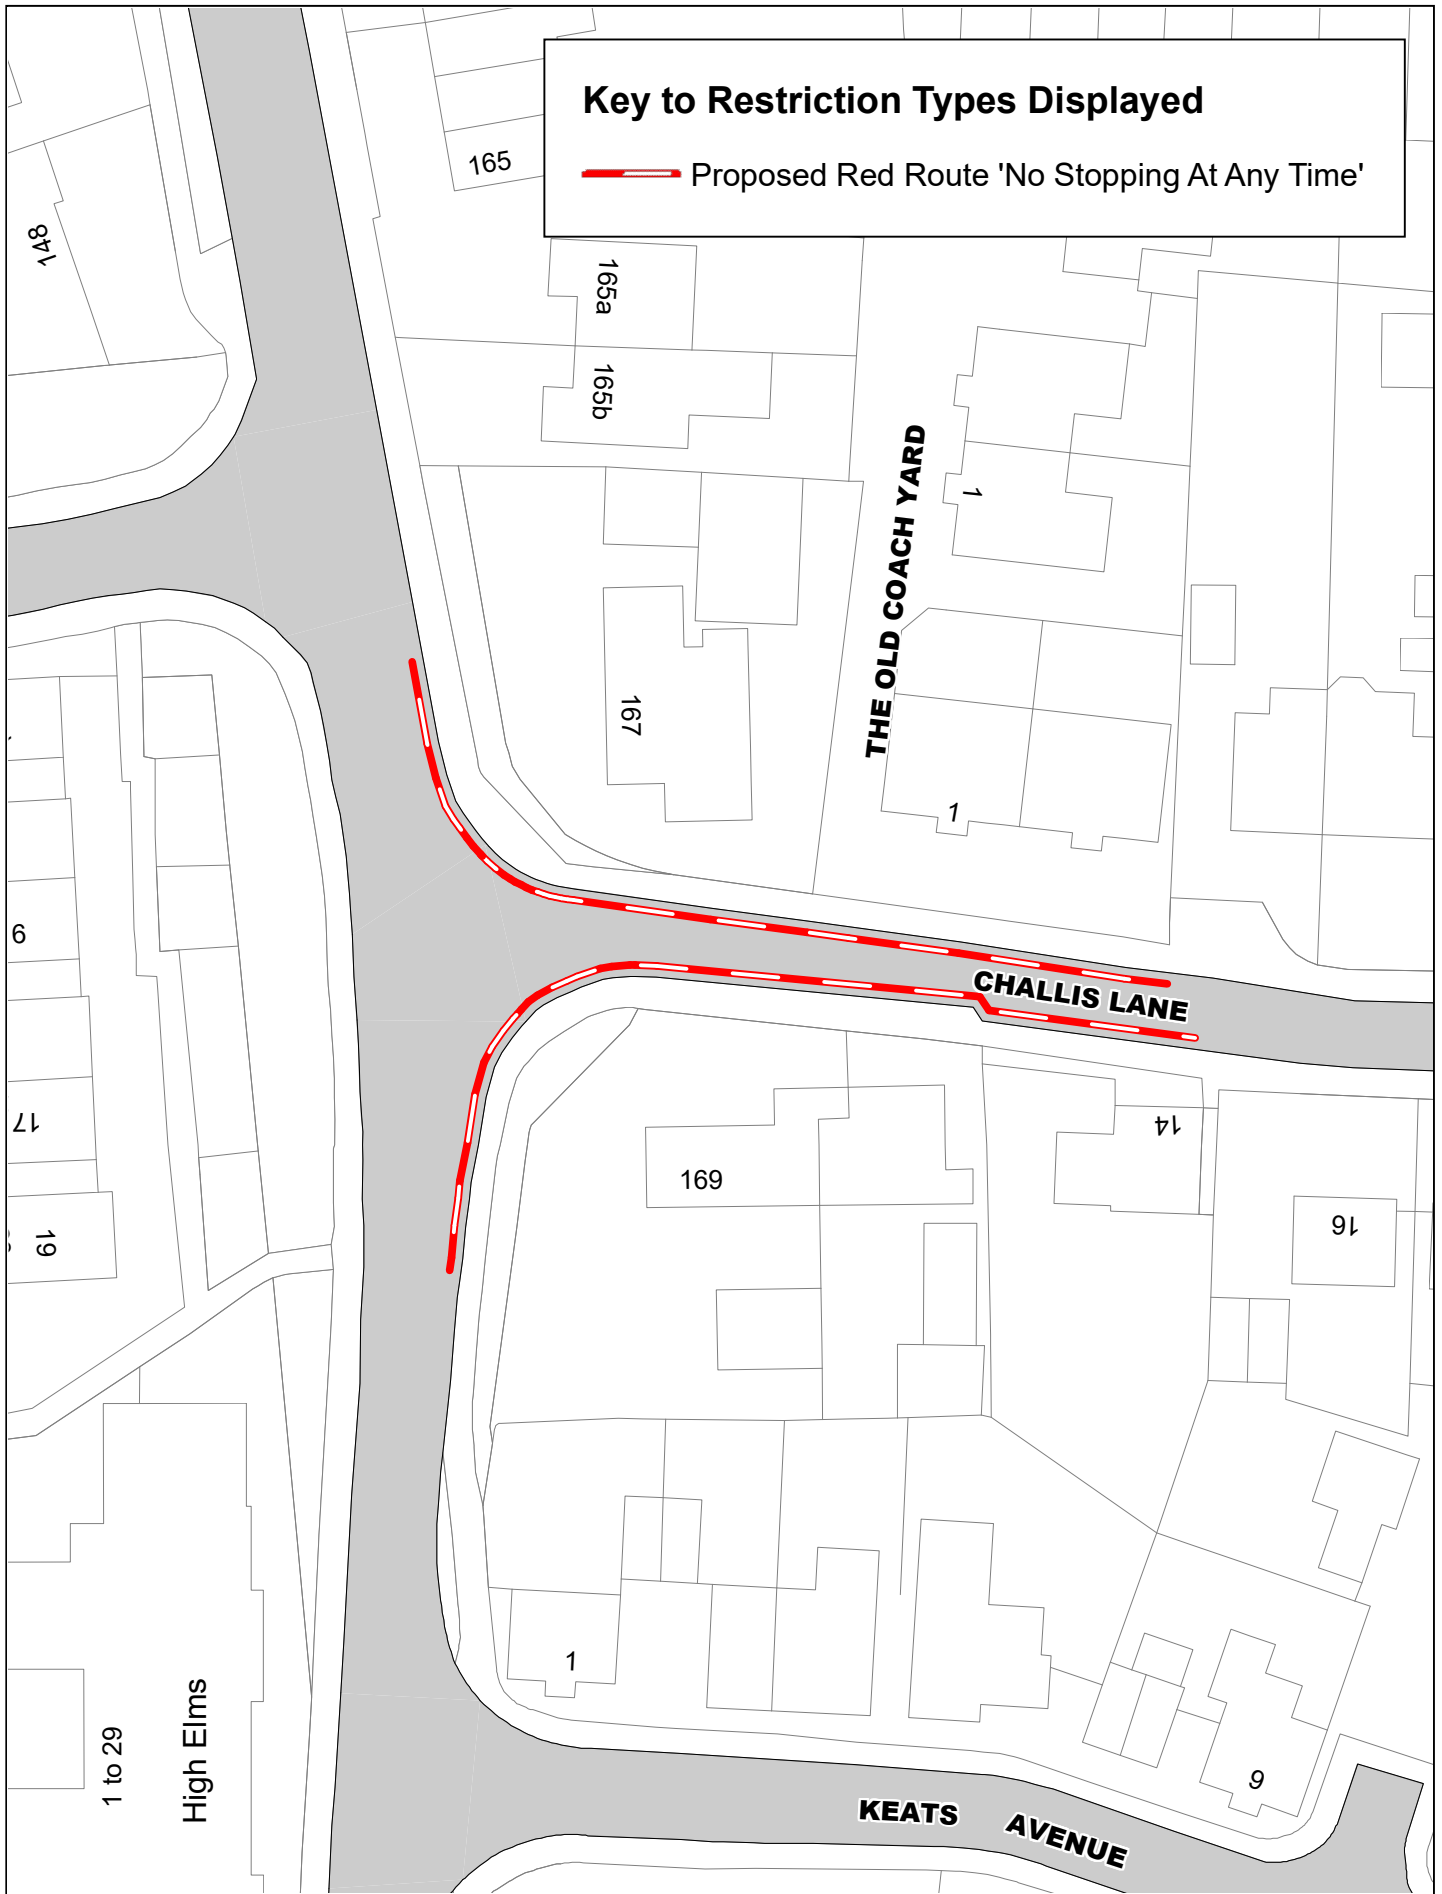 Key to Restriction Types Displayed
Proposed Red Route 'No Stopping At Any Time'
165
148
165a
165b
THE OLD COACH YARD
1
167
1
9
CHALLIS LANE
17
14
169
16
19
1
High Elms
1 to 29
9
KEATS AVENUE